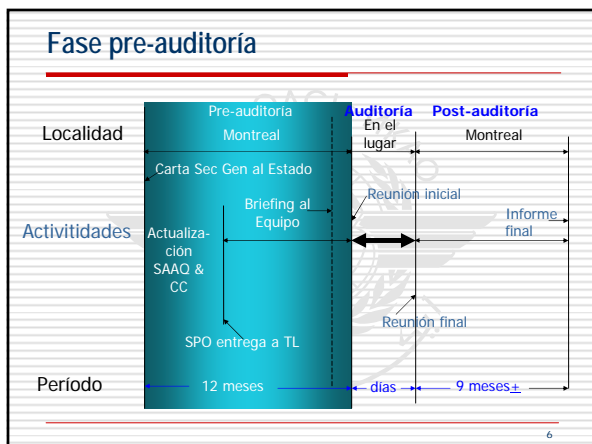 Fase pre-auditoría
Pre-auditoría
Auditoría
Post-auditoría
Localidad
Montreal
En el
lugar
Montreal
Carta Sec Gen al Estado
Reunión inicial
Briefing al
Equipo
Informe
final
Activitidades
Actualiza-
ción
SAAQ &
CC
Reunión final
SPO entrega a TL
Período
12 meses
días
9 meses+
6